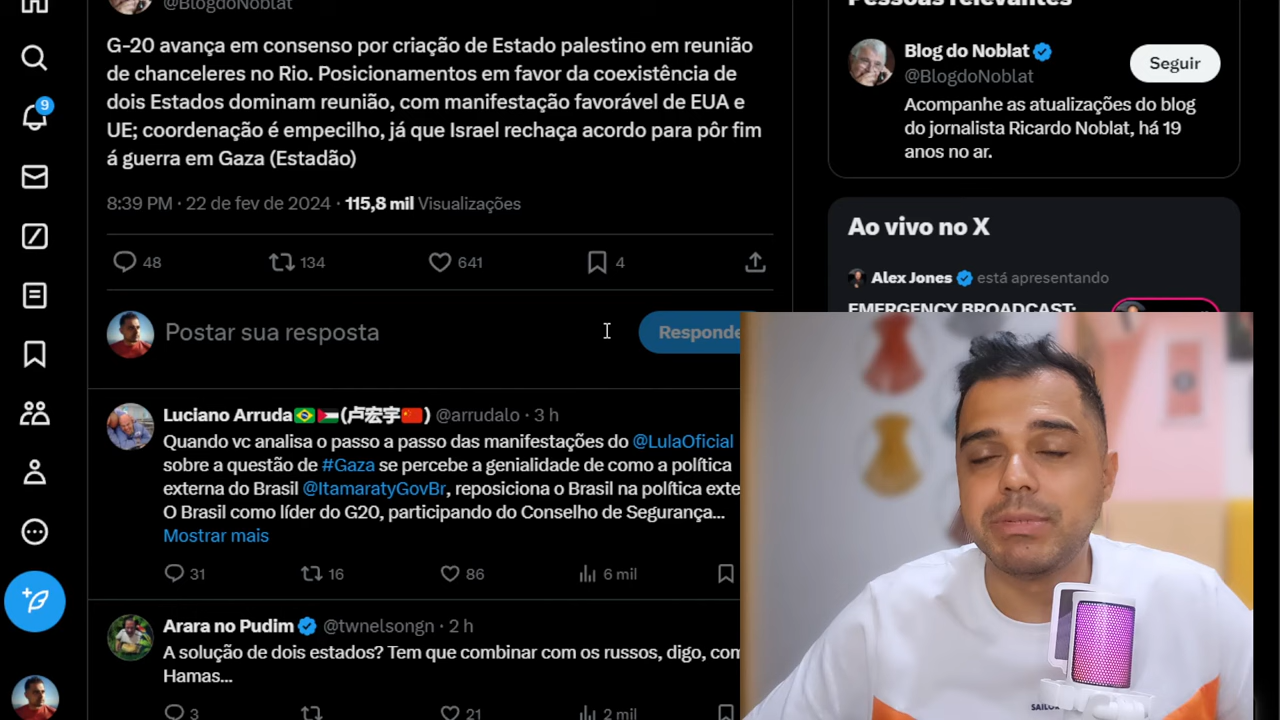 @BlogdoNoblat
G-20 avança em consenso por criação de Estado palestino em reunião
de chanceleres no Rio. Posicionamentos em favor da coexistência de
dois Estados dominam reunião, com manifestação favorável de EUA e
UE; coordenação é empecilho, já que Israel rechaça acordo para pôr fim
á guerra em Gaza (Estadão)
8:39 PM · 22 de fev de 2024 · 115,8 mil Visualizações
48 134 641 4
Postar sua resposta
Responde
Luciano Arruda🇧🇷🇵🇸(卢宏宇🇨🇳) @arrudalo · 3 h
Quando vc analisa o passo a passo das manifestações do @LulaOficial
sobre a questão de #Gaza se percebe a genialidade de como a política
externa do Brasil @ItamaratyGovBr, reposiciona o Brasil na política exte
O Brasil como líder do G20, participando do Conselho de Segurança...
Mostrar mais
31 16 86 6 mil
Arara no Pudim @twnelsongn · 2 h
A solução de dois estados? Tem que combinar com os russos, digo, com
Hamas...
3 21 2 mil
9
Pessoas relevantes
Blog do Noblat
@BlogdoNoblat
Seguir
Acompanhe as atualizações do blog
do jornalista Ricardo Noblat, há 19
anos no ar.
Ao vivo no X
Alex Jones está apresentando
EMERGENCY BROADCAST: